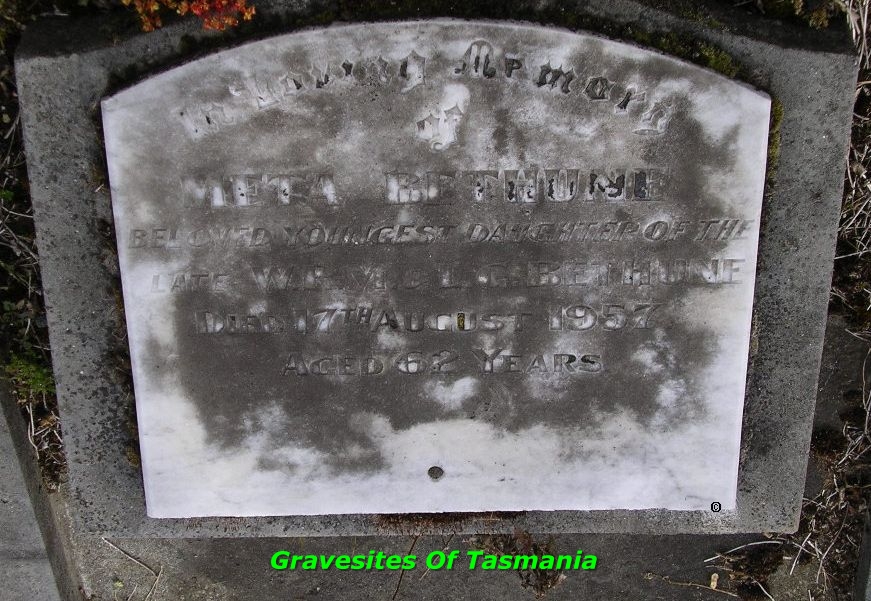 In Loving Memory
of
META BETHUNE
BELOVED YOUNGEST DAUGHTER OF THE
LATE W. P. M. & L. G. BETHUNE
DIED 17TH AUGUST 1957
AGED 62 YEARS.
Gravesites Of Tasmania